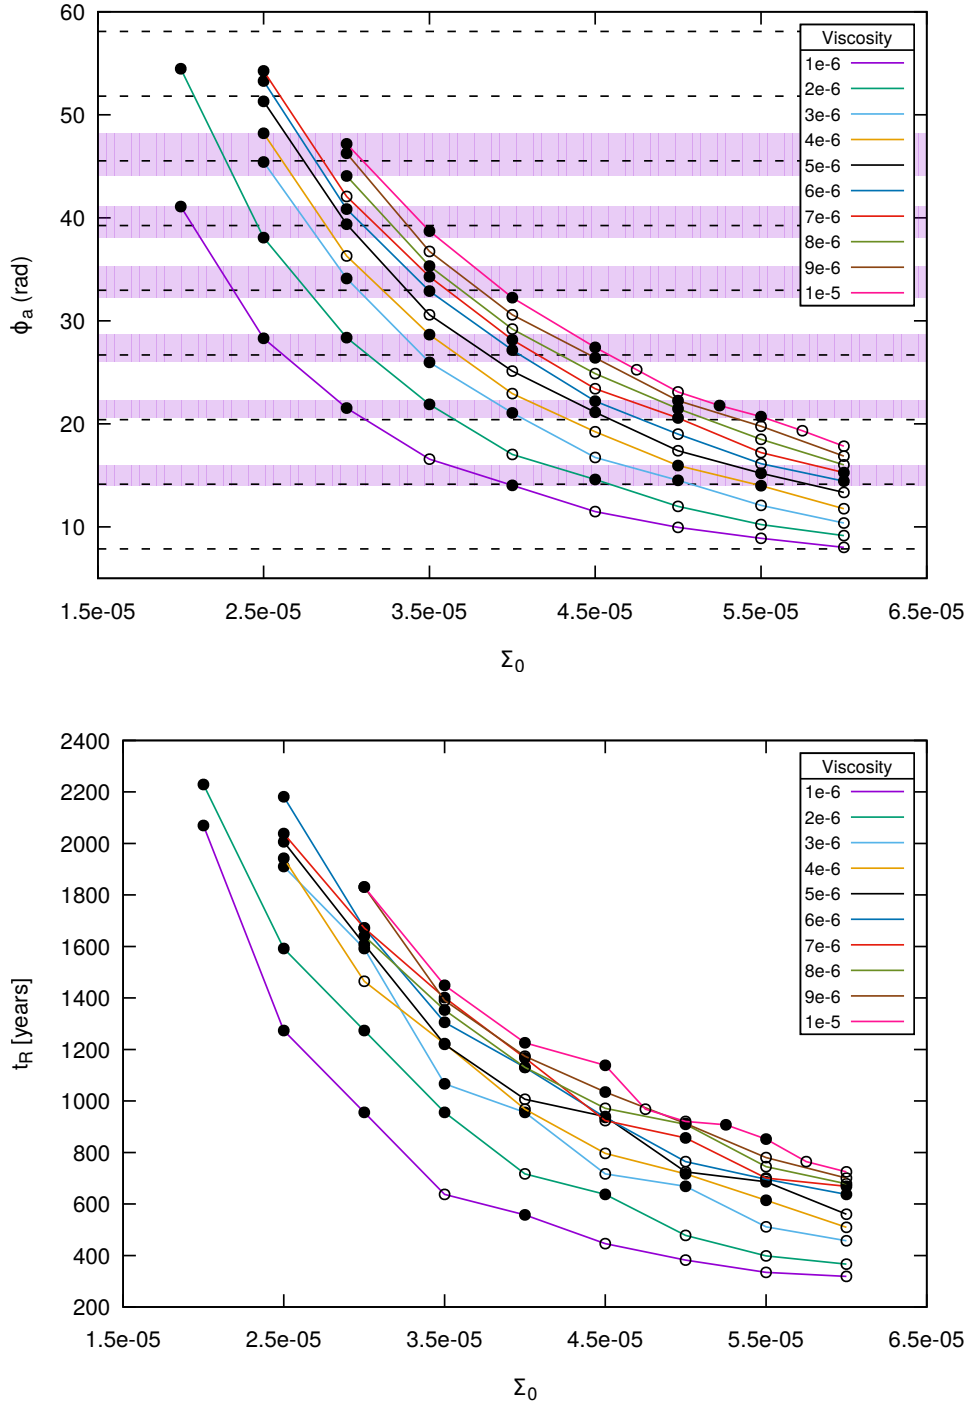 60
50
40
30
20
10
ϕa (rad)
1.5e-05 2.5e-05 3.5e-05 4.5e-05 5.5e-05 6.5e-05
Σ0
Viscosity
1e-6
2e-6
3e-6
4e-6
5e-6
6e-6
7e-6
8e-6
9e-6
1e-5
2400
2200
2000
1800
1600
1400
1200
1000
800
600
400
200
tR [years]
1.5e-05 2.5e-05 3.5e-05 4.5e-05 5.5e-05 6.5e-05
Σ0
Viscosity
1e-6
2e-6
3e-6
4e-6
5e-6
6e-6
7e-6
8e-6
9e-6
1e-5